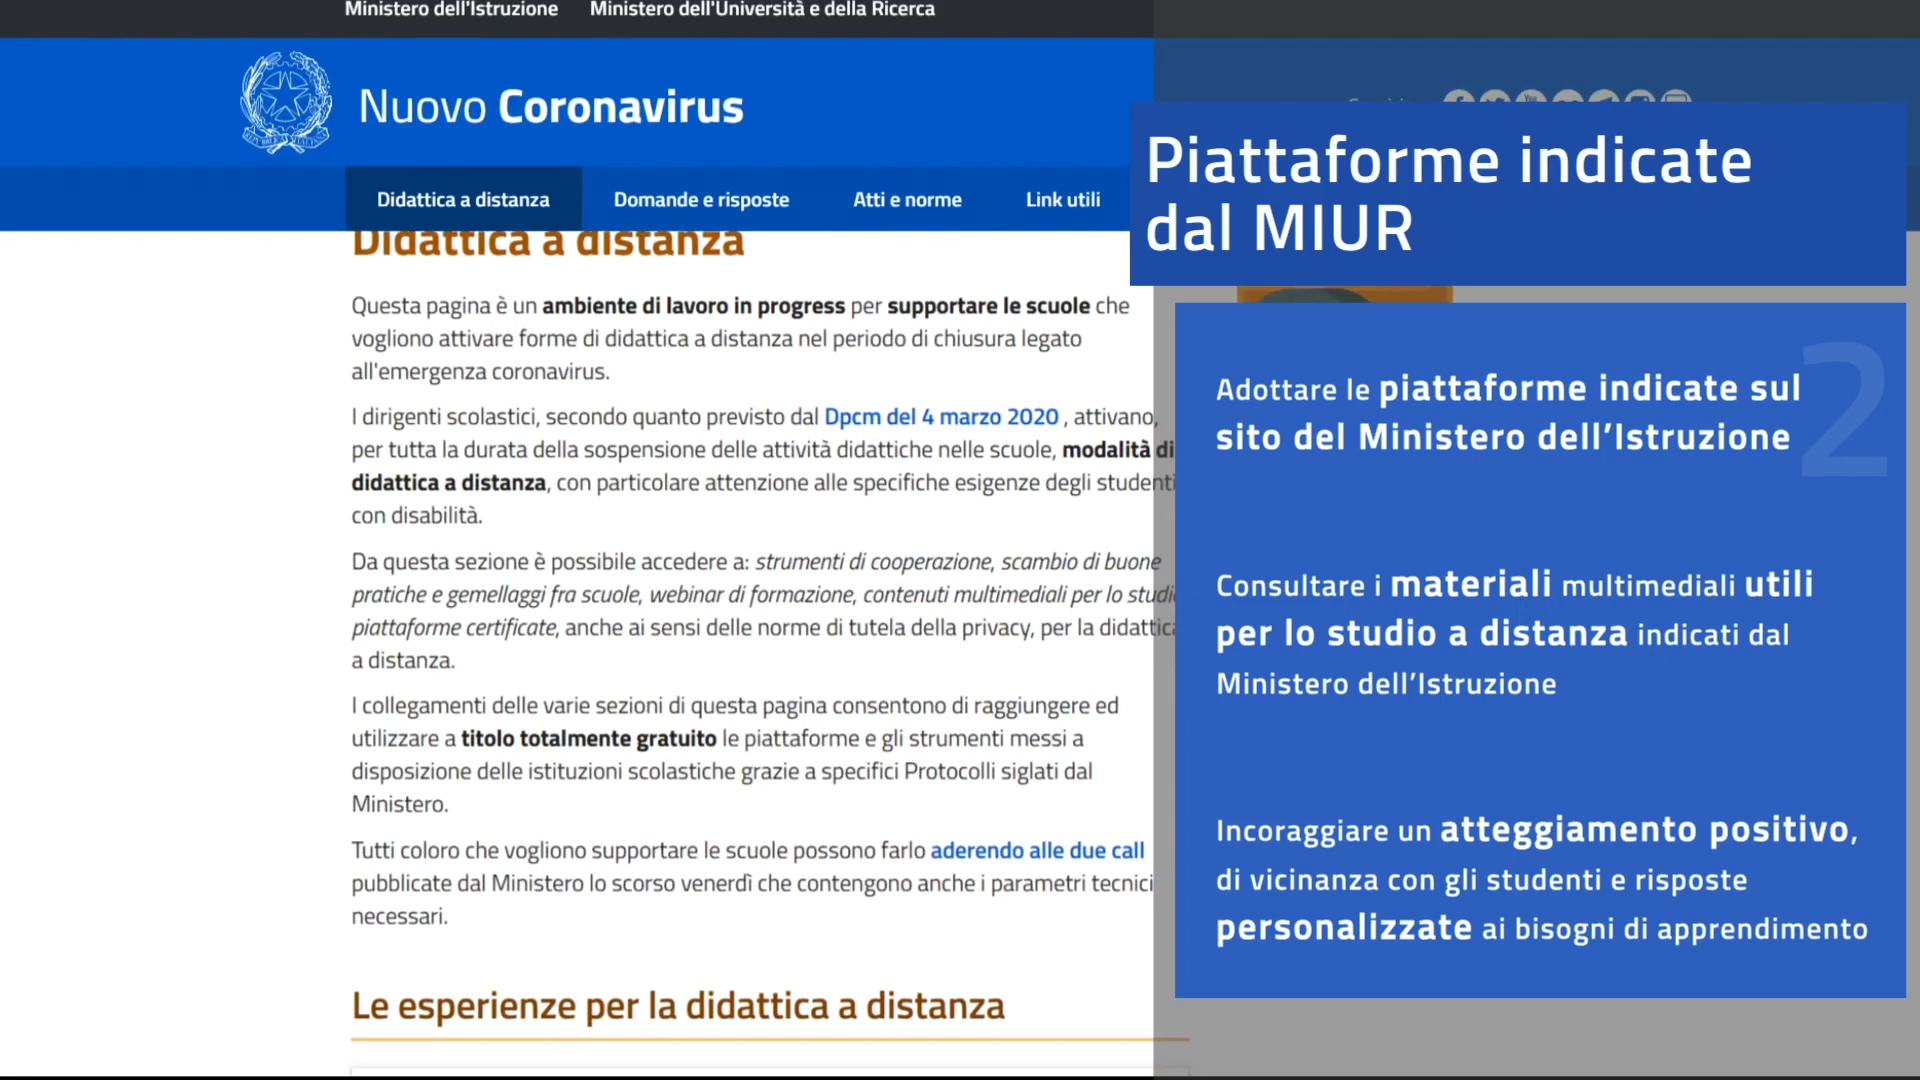 Ministero dell'Istruzione Ministero dell'Università e della Ricerca
Nuovo Coronavirus
Didattica a distanza Domande e risposte Atti e norme Link utili
Didattica a distanza
Questa pagina è un ambiente di lavoro in progress per supportare le scuole che
vogliono attivare forme di didattica a distanza nel periodo di chiusura legato
all'emergenza coronavirus.
I dirigenti scolastici, secondo quanto previsto dal Dpcm del 4 marzo 2020 , attivano,
per tutta la durata della sospensione delle attività didattiche nelle scuole, modalità di
didattica a distanza, con particolare attenzione alle specifiche esigenze degli studenti
con disabilità.
Da questa sezione è possibile accedere a: strumenti di cooperazione, scambio di buone
pratiche e gemellaggi fra scuole, webinar di formazione, contenuti multimediali per lo studio
piattaforme certificate, anche ai sensi delle norme di tutela della privacy, per la didattica
a distanza.
I collegamenti delle varie sezioni di questa pagina consentono di raggiungere ed
utilizzare a titolo totalmente gratuito le piattaforme e gli strumenti messi a
disposizione delle istituzioni scolastiche grazie a specifici Protocolli siglati dal
Ministero.
Tutti coloro che vogliono supportare le scuole possono farlo aderendo alle due call
pubblicate dal Ministero lo scorso venerdì che contengono anche i parametri tecnici
necessari.
Le esperienze per la didattica a distanza
Piattaforme indicate
dal MIUR
2
Adottare le piattaforme indicate sul
sito del Ministero dell’Istruzione
Consultare i materiali multimediali utili
per lo studio a distanza indicati dal
Ministero dell’Istruzione
Incoraggiare un atteggiamento positivo,
di vicinanza con gli studenti e risposte
personalizzate ai bisogni di apprendimento